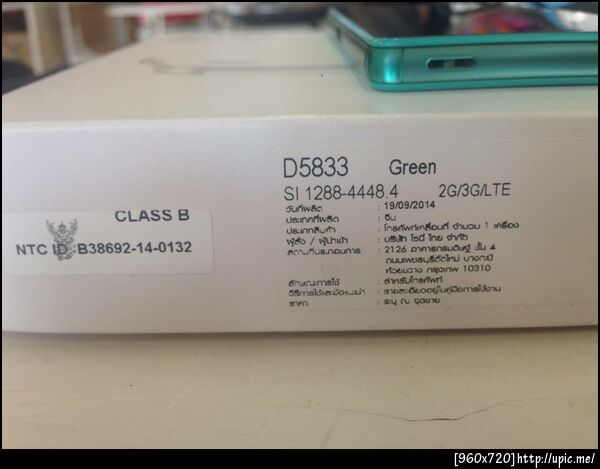 D5833 Green
SI 1288-4448.4 2G/3G/LTE
วันที่ผลิต : 19/09/2014
ประเทศที่ผลิต : จีน
ประเภทสินค้า : โทรศัพท์เคลื่อนที่ จำนวน 1 เครื่อง
ผู้สั่ง / ผู้นำเข้า : บริษัท โซนี่ ไทย จำกัด
สถานที่ประกอบการ : 2126 อาคารกรมดิษฐ์ ชั้น 4
ถนนเพชรบุรีตัดใหม่ บางกะปิ
ห้วยขวาง กรุงเทพ 10310
ลักษณะการใช้ : สำหรับโทรศัพท์
วิธีการใช้และข้อแนะนำ : รายละเอียดอยู่ในคู่มือการใช้งาน
ราคา : ระบุ ณ จุดขาย
CLASS B
NTC ID B38692-14-0132
[960x720]http://upic.me/